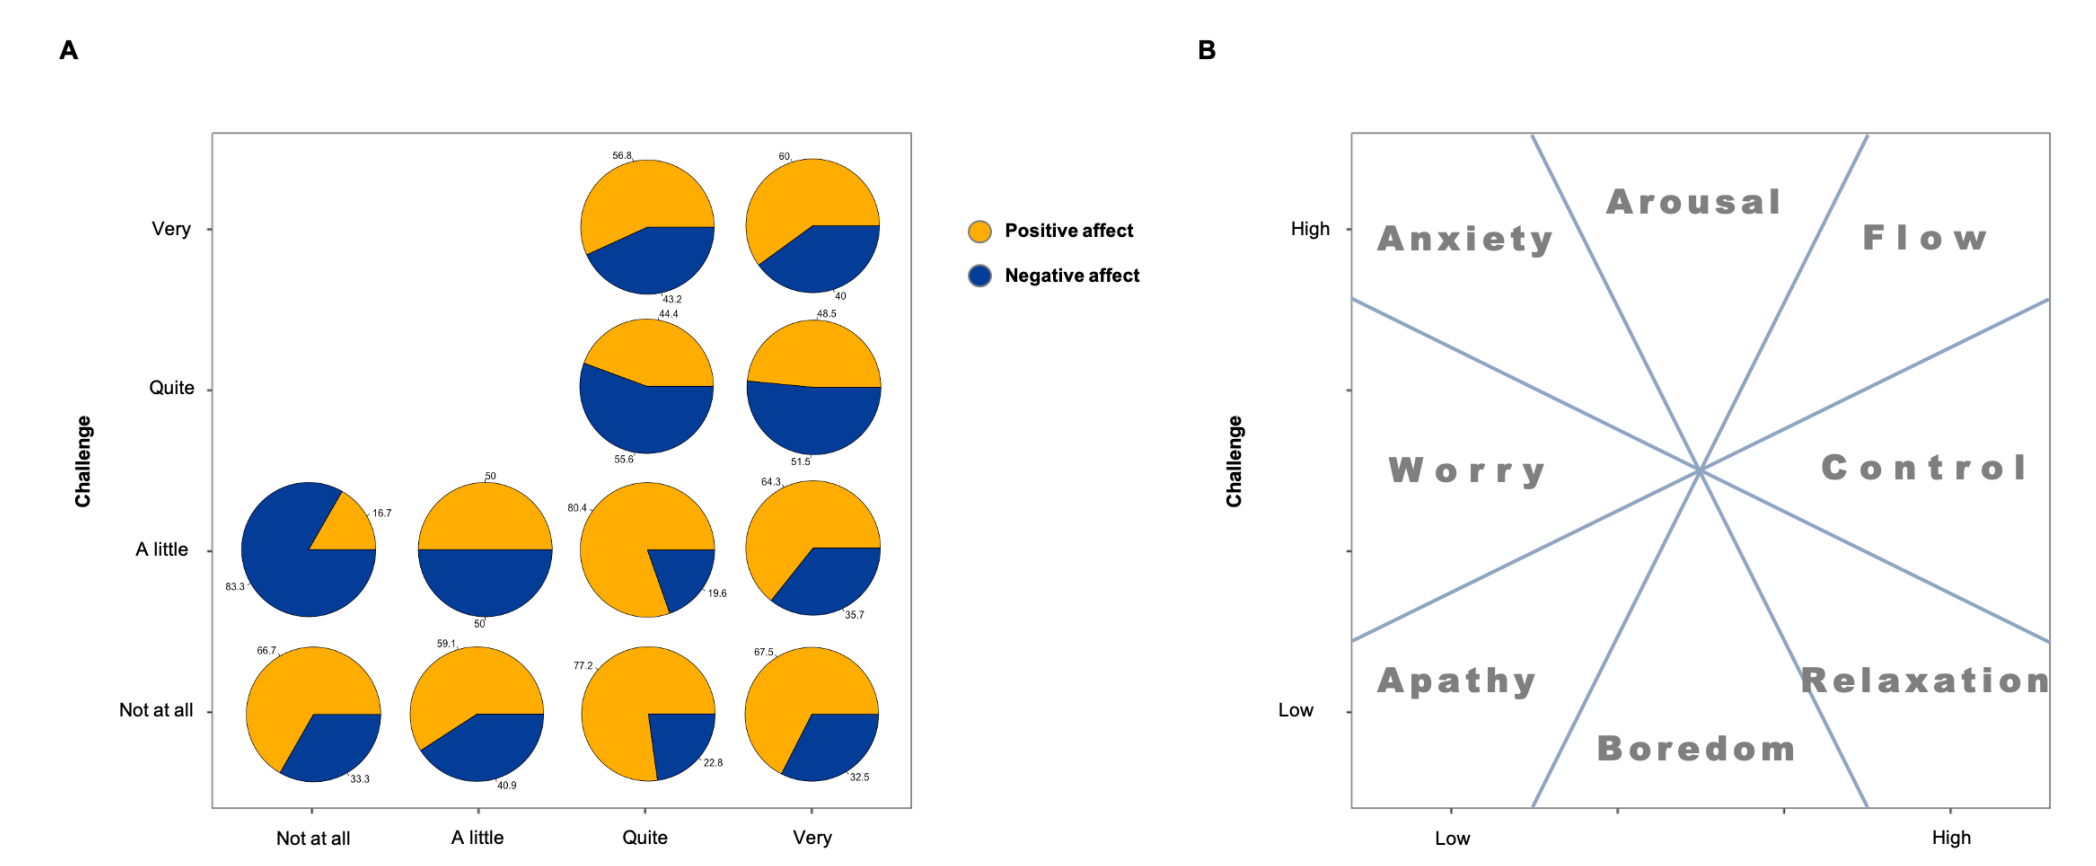 A
B
Challenge
Very
Quite
A little
Not at all
Not at all
A little
Quite
Very
56.8
43.2
60
40
44.4
55.6
48.5
51.5
16.7
83.3
50
50
80.4
19.6
64.3
35.7
66.7
33.3
59.1
40.9
77.2
22.8
67.5
32.5
Positive affect
Negative affect
Challenge
High
Low
Low
High
Arousal
Anxiety
Flow
Worry
Control
Apathy
Relaxation
Boredom